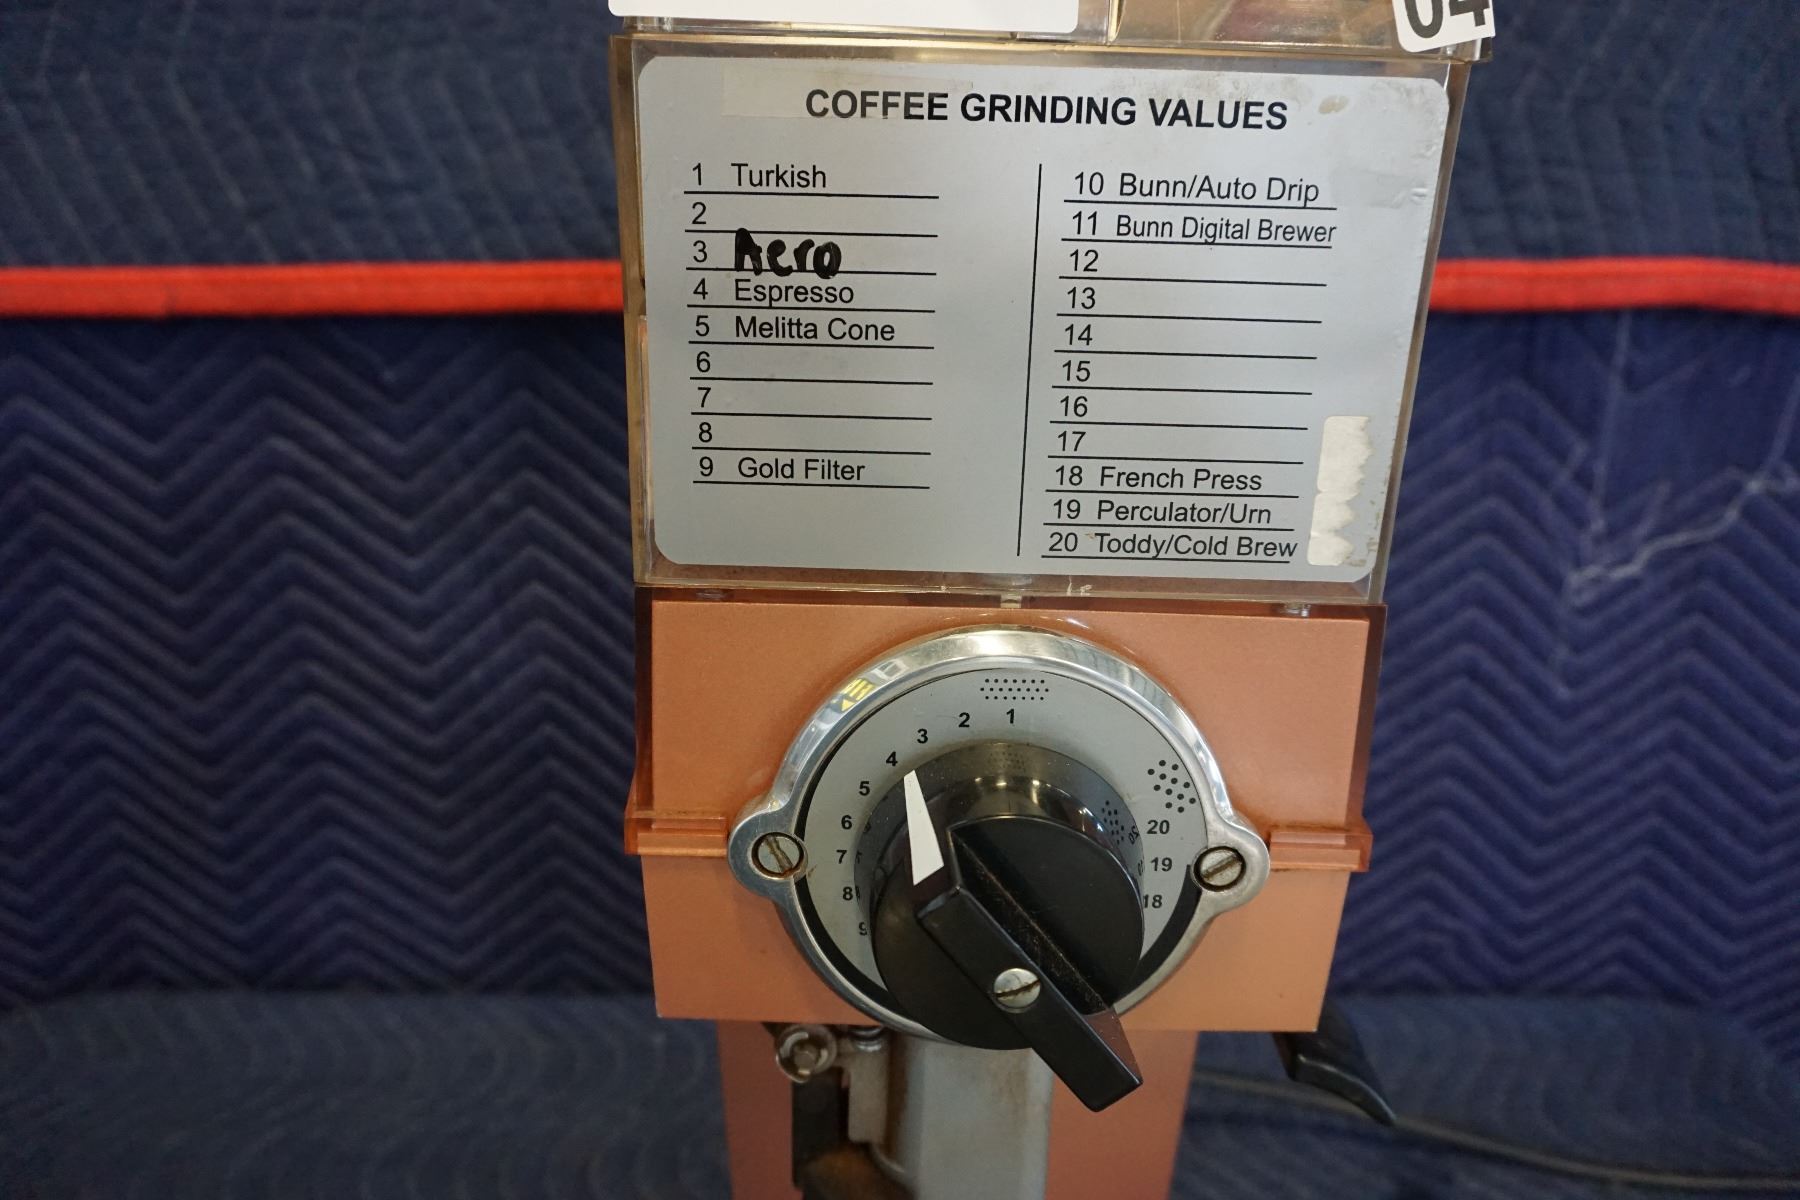 04
COFFEE GRINDING VALUES
1 Turkish
2
3 Aero
4 Espresso
5 Melitta Cone
6
7
8
9 Gold Filter
10 Bunn/Auto Drip
11 Bunn Digital Brewer
12
13
14
15
16
17
18 French Press
19 Perculator/Urn
20 Toddy/Cold Brew
1
2
3
4
5
6
7
8
9
20
19
18
20